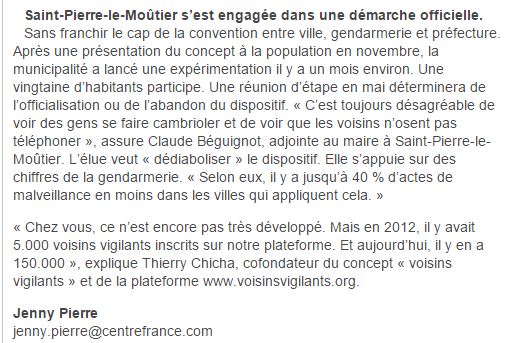 Saint-Pierre-le-Moûtier s’est engagée dans une démarche officielle.
Sans franchir le cap de la convention entre ville, gendarmerie et préfecture.
Après une présentation du concept à la population en novembre, la
municipalité a lancé une expérimentation il y a un mois environ. Une
vingtaine d’habitants participe. Une réunion d’étape en mai déterminera de
l’officialisation ou de l’abandon du dispositif. « C’est toujours désagréable de
voir des gens se faire cambrioler et de voir que les voisins n’osent pas
téléphoner », assure Claude Béguignot, adjointe au maire à Saint-Pierre-le-
Moûtier. L’élue veut « dédiaboliser » le dispositif. Elle s’appuie sur des
chiffres de la gendarmerie. « Selon eux, il y a jusqu’à 40 % d’actes de
malveillance en moins dans les villes qui appliquent cela. »
« Chez vous, ce n’est encore pas très développé. Mais en 2012, il y avait
5.000 voisins vigilants inscrits sur notre plateforme. Et aujourd’hui, il y en a
150.000 », explique Thierry Chicha, cofondateur du concept « voisins
vigilants » et de la plateforme www.voisinsvigilants.org.
Jenny Pierre
jenny.pierre@centrefrance.com